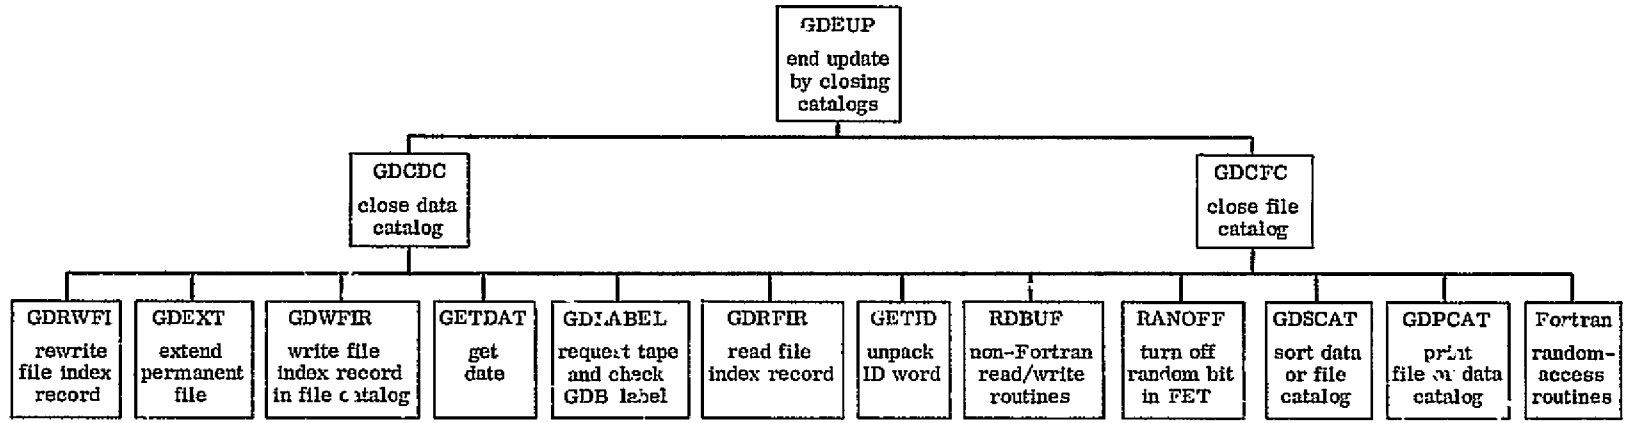 GDEUP
end update
by closing
catalogs
GDCDC
close data
catalog
GDCFC
close file
catalog
GDRWFI
rewrite
file index
record
GDEXT
extend
permanent
file
GDWFIR
write file
index record
in file catalog
GETDAT
get
date
GDLABEL
request tape
and check
GDB label
GDRFIR
read file
index record
GETID
unpack
ID word
RDBUF
non-Fortran
read/write
routines
RANOFF
turn off
random bit
in FET
GDSCAT
sort data
or file
catalog
GDPCAT
print
file or data
catalog
Fortran
random-
access
routines